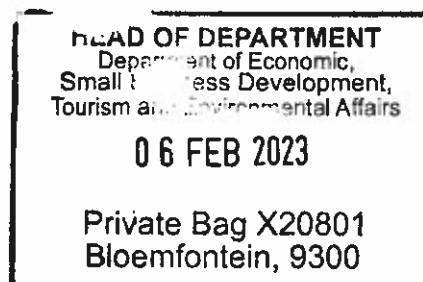 HEAD OF DEPARTMENT
of Economic,
Small Development,
Tourism Affairs
06 FEB 2023
Private Bag X20801
Bloemfontein, 9300